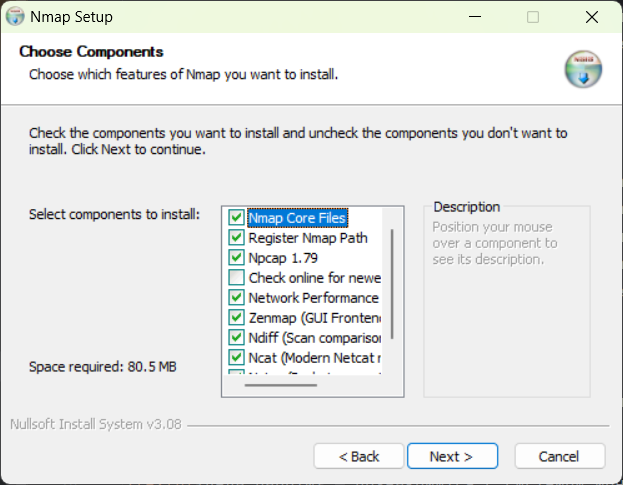 Nmap Setup
Choose Components
Choose which features of Nmap you want to install.
Check the components you want to install and uncheck the components you don't want to
install. Click Next to continue.
Select components to install:
Nmap Core Files
Register Nmap Path
Npcap 1.79
Check online for newe
Network Performance
Zenmap (GUI Frontend
Ndiff (Scan comparison
Ncat (Modern Netcat r
Description
Position your mouse
over a component to
see its description.
Space required: 80.5 MB
Nullsoft Install System v3.08
< Back
Next >
Cancel